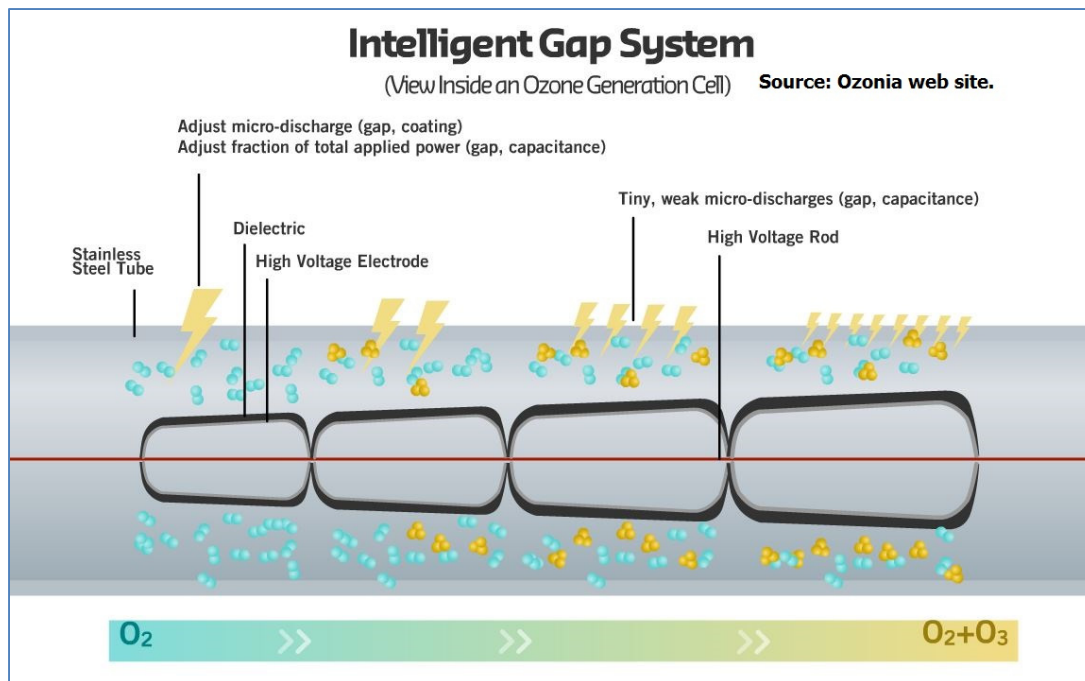 Intelligent Gap System
(View Inside an Ozone Generation Cell)
Source: Ozonia web site.
Adjust micro-discharge (gap, coating)
Adjust fraction of total applied power (gap, capacitance)
Tiny, weak micro-discharges (gap, capacitance)
Dielectric
High Voltage Rod
Stainless
Steel Tube
High Voltage Electrode
O₂
O₂+O₃